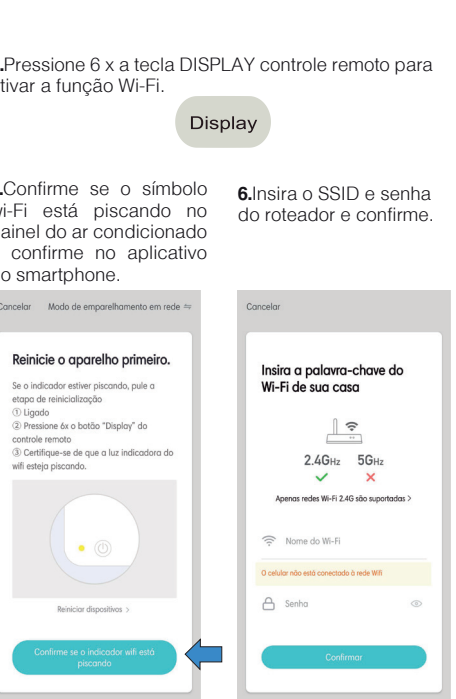 .Pressione 6 x a tecla DISPLAY controle remoto para
tivar a função Wi-Fi.
Display
.Confirme se o símbolo
wi-Fi está piscando no
ainel do ar condicionado
confirme no aplicativo
o smartphone.
6.Insira o SSID e senha
do roteador e confirme.
Cancelar Modo de emparelhamento em rede ⇋
Reinicie o aparelho primeiro.
Se o indicador estiver piscando, pule a
etapa de reinicialização
① Ligado
② Pressione 6x o botão "Display" do
controle remoto
③ Certifique-se de que a luz indicadora do
wifi esteja piscando.
Reiniciar dispositivos >
Confirme se o indicador wifi está
piscando
Cancelar
Insira a palavra-chave do
Wi-Fi de sua casa
2.4GHz 5GHz
✓ ✕
Apenas redes Wi-Fi 2.4G são suportadas >
Nome do Wi-Fi
O celular não está conectado à rede Wifi
Senha
Confirmar